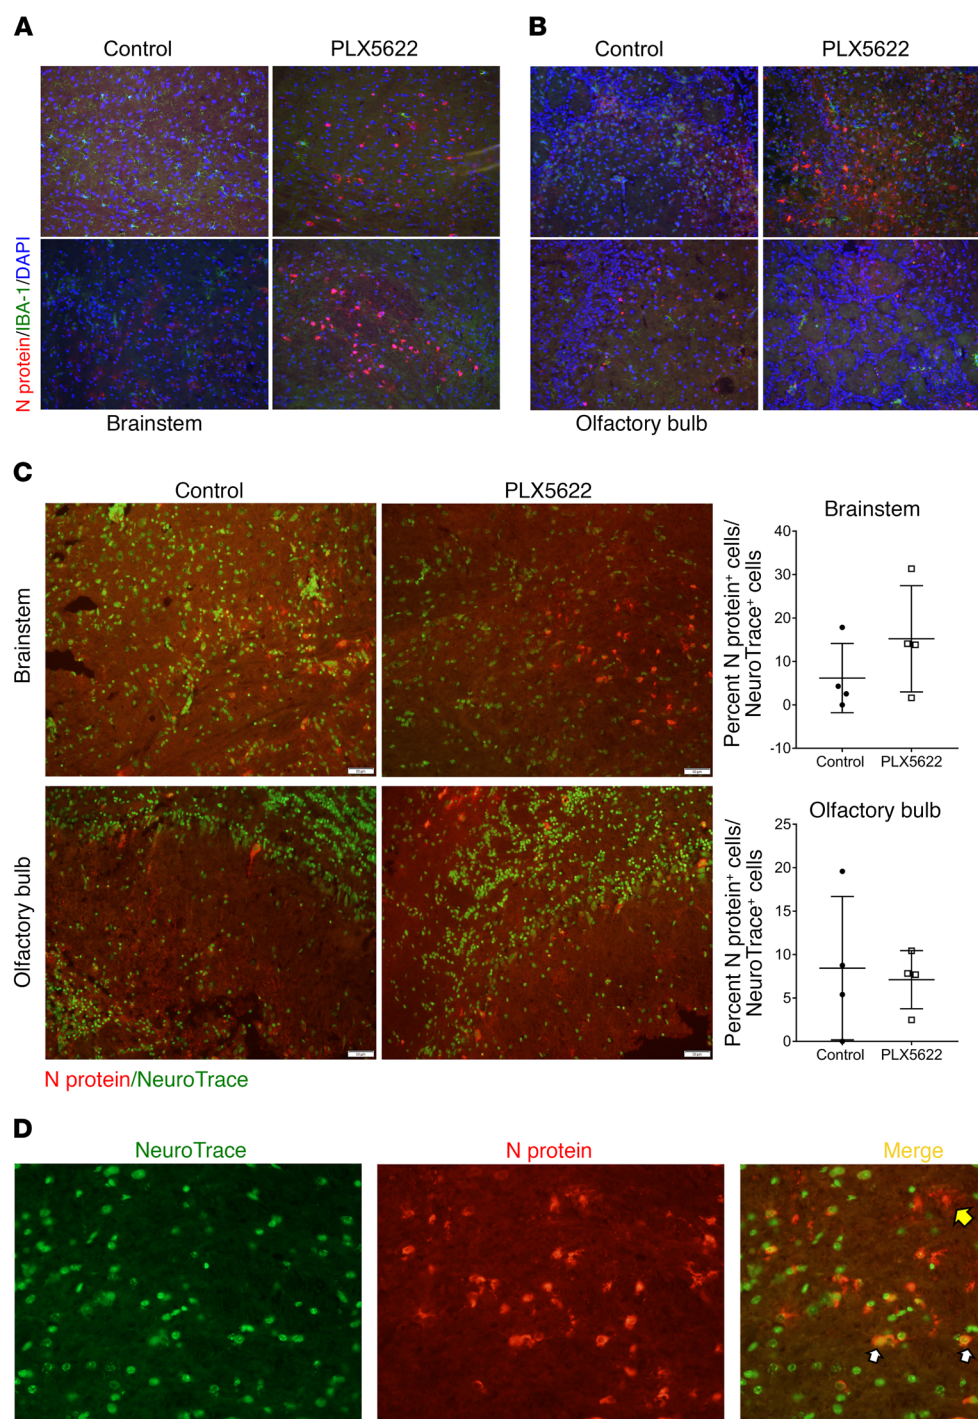 A
Control
PLX5622
N protein/IBA-1/DAPI
Brainstem
B
Control
PLX5622
Olfactory bulb
C
Control
PLX5622
Brainstem
Olfactory bulb
N protein/NeuroTrace
Brainstem
Percent N protein⁺ cells/
NeuroTrace⁺ cells
40
30
20
10
0
-10
Control
PLX5622
Olfactory bulb
Percent N protein⁺ cells/
NeuroTrace⁺ cells
25
20
15
10
5
0
Control
PLX5622
D
NeuroTrace
N protein
Merge